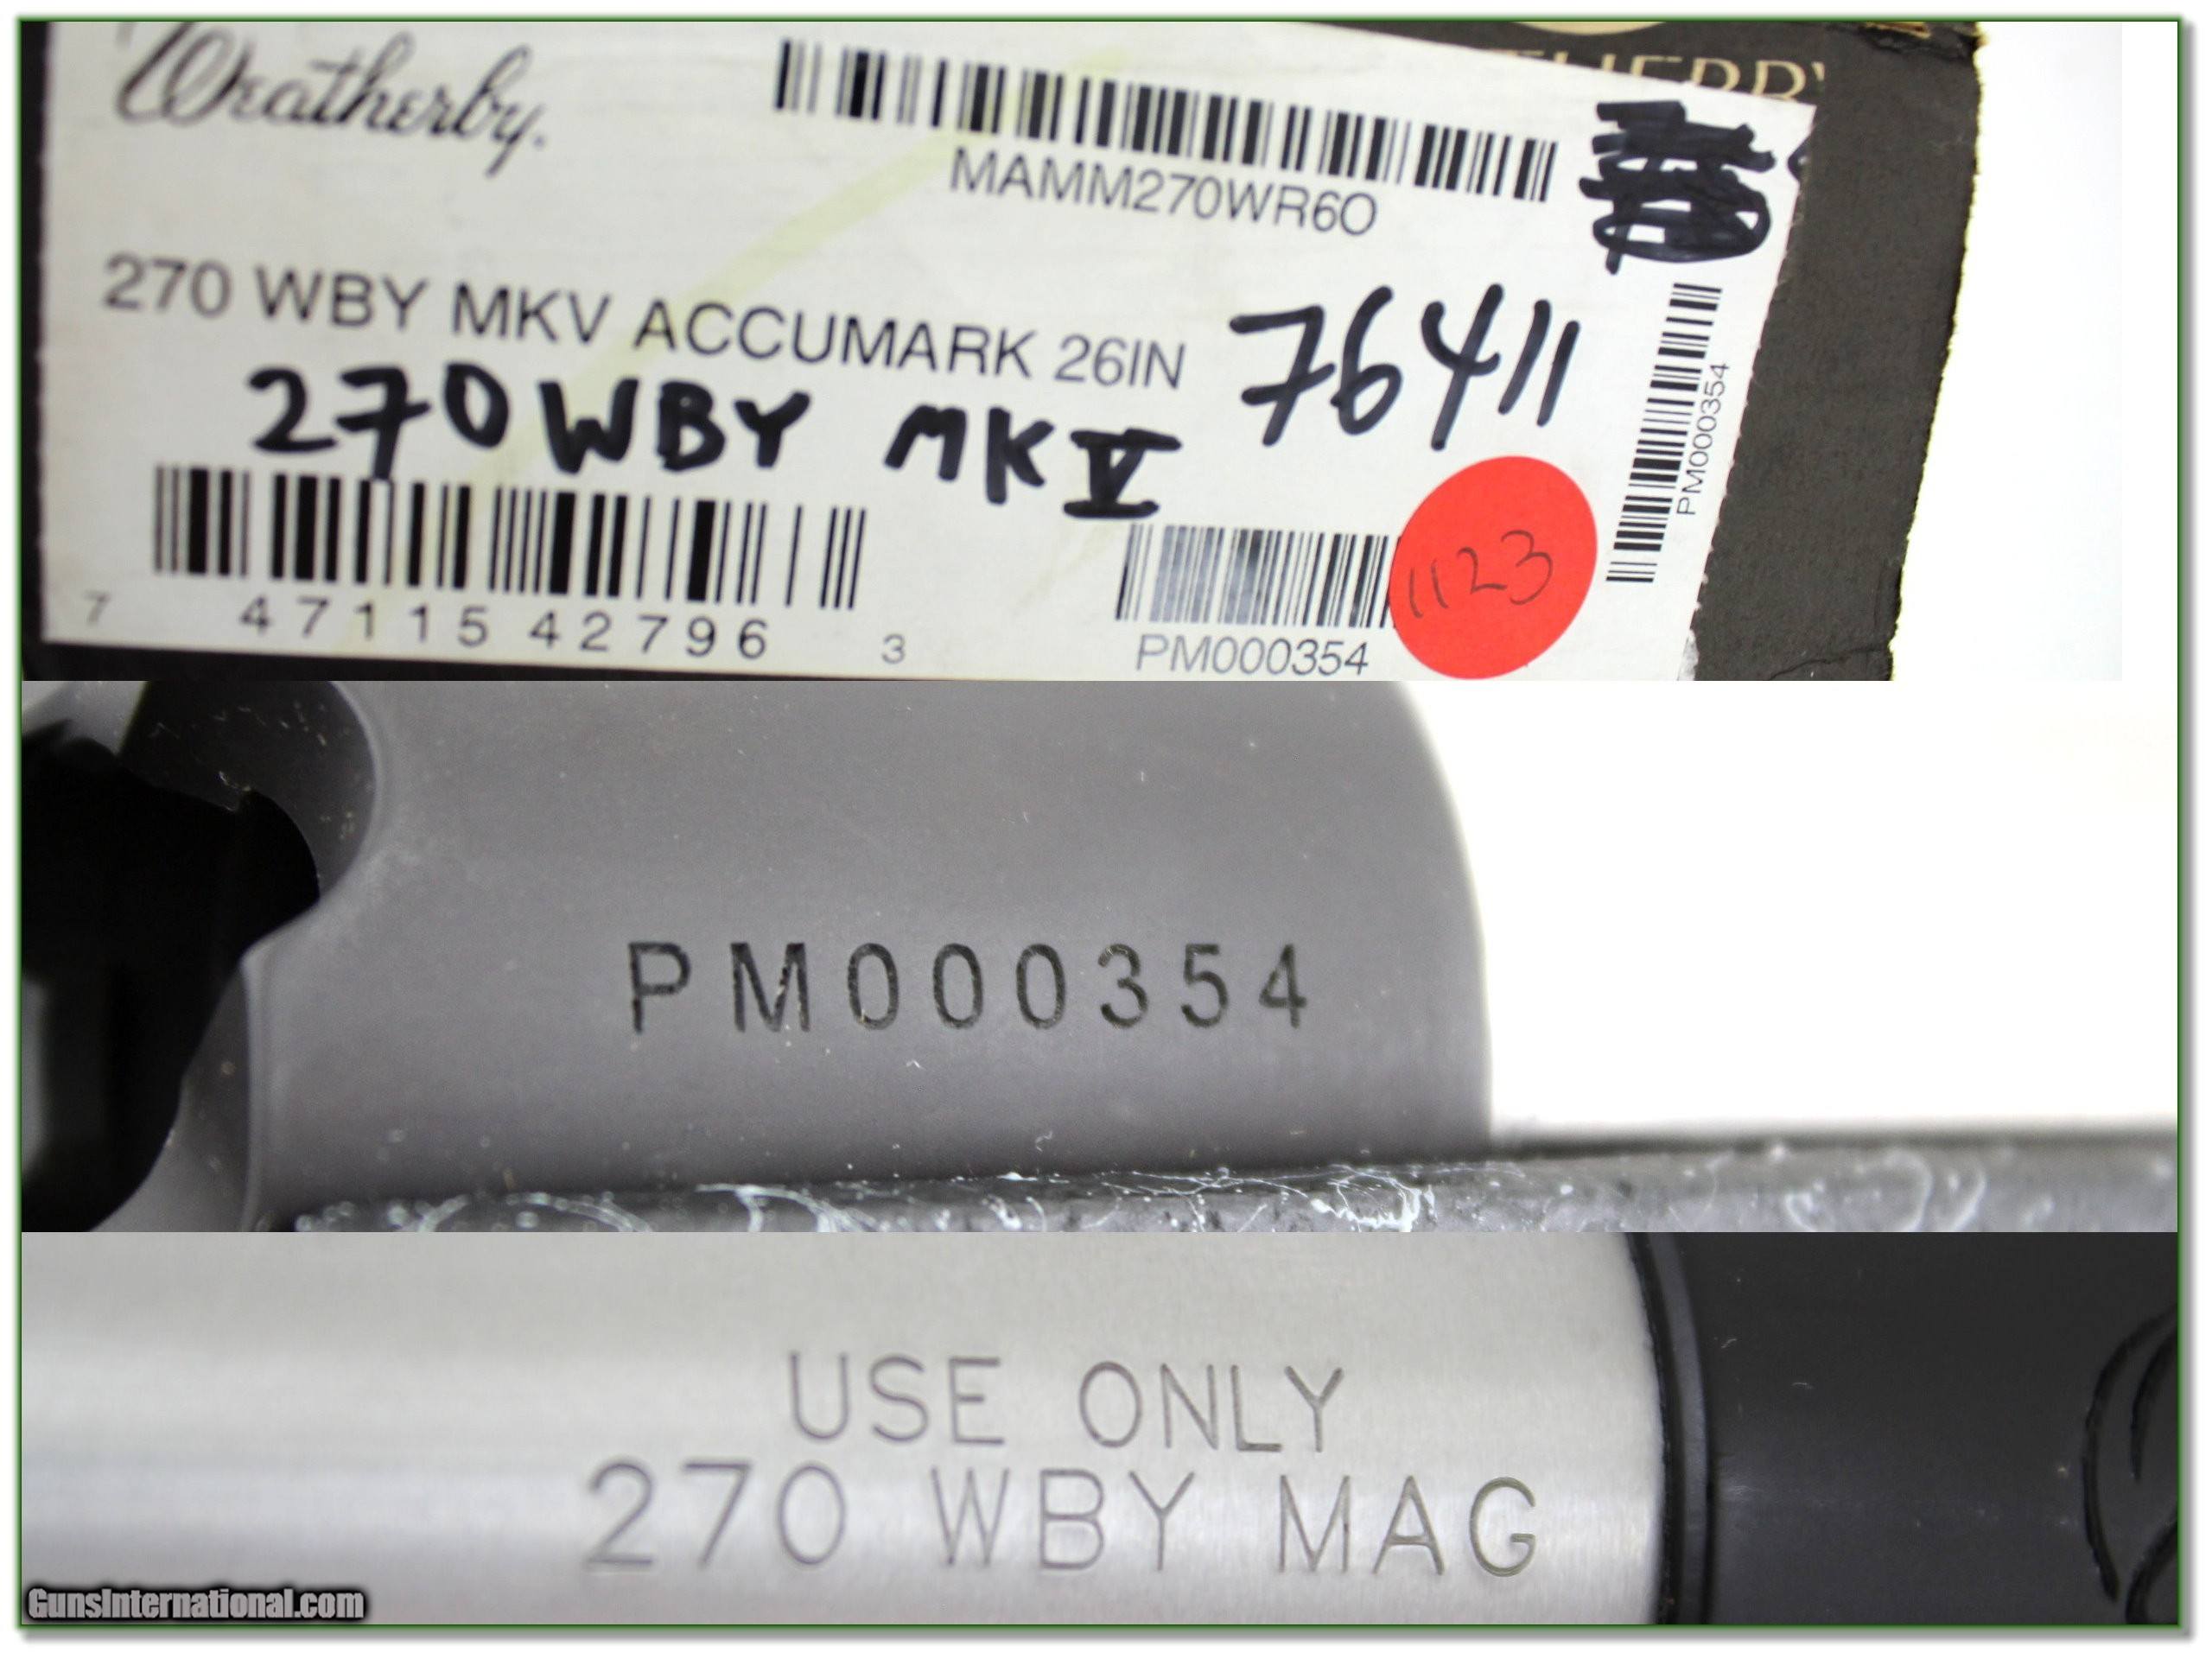 Weatherby.
MAMM270WR6O
270 WBY MKV ACCUMARK 26IN
76411
270 WBY MK V
PM000354
7 47115 42796 3
PM000354
1123
PM000354
USE ONLY
270 WBY MAG
GunsInternational.com